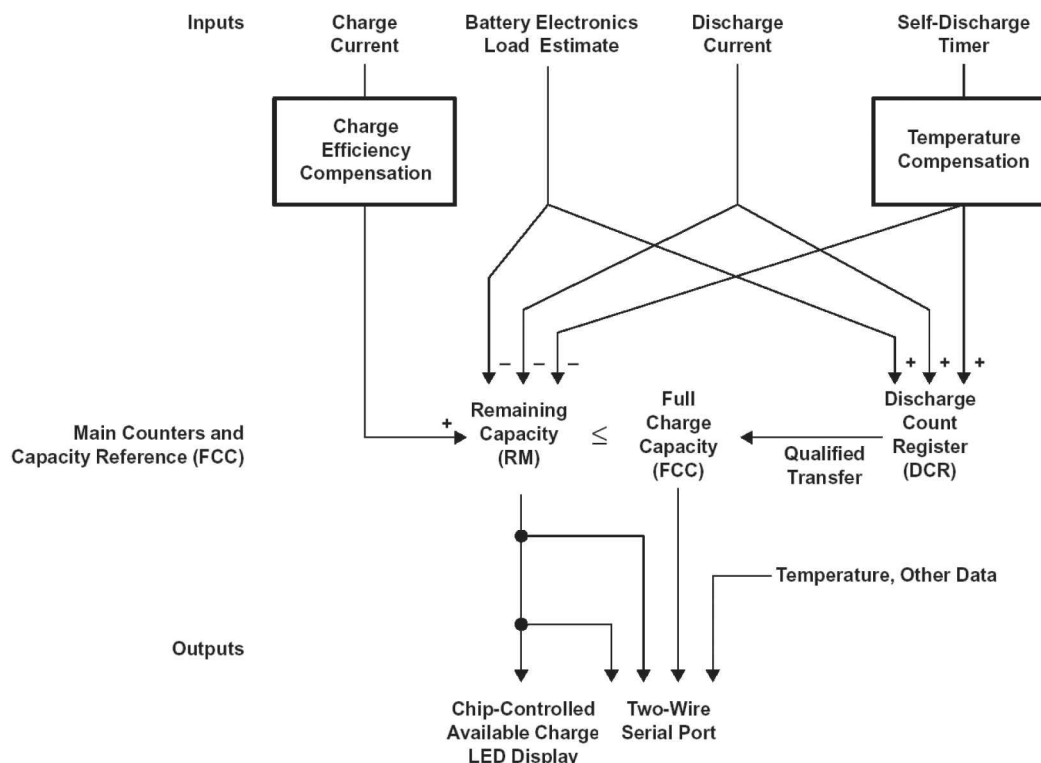 Inputs
Charge
Current
Battery Electronics
Load Estimate
Discharge
Current
Self-Discharge
Timer
Charge
Efficiency
Compensation
Temperature
Compensation
– – –
+ + +
Main Counters and
Capacity Reference (FCC)
+
Remaining
Capacity
(RM)
≤
Full
Charge
Capacity
(FCC)
Qualified
Transfer
Discharge
Count
Register
(DCR)
Temperature, Other Data
Outputs
Chip-Controlled
Available Charge
LED Display
Two-Wire
Serial Port